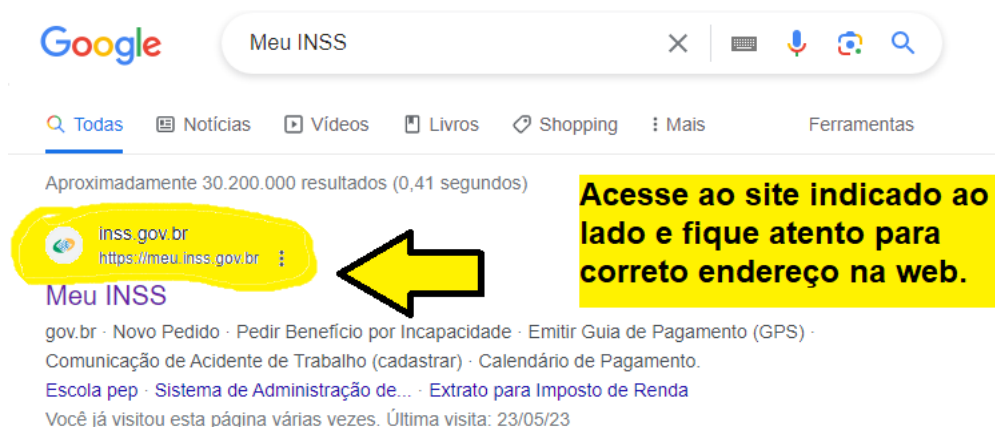 Google
Meu INSS
Todas Notícias Vídeos Livros Shopping Mais Ferramentas
Aproximadamente 30.200.000 resultados (0,41 segundos)
Acesse ao site indicado ao
lado e fique atento para
correto endereço na web.
inss.gov.br
https://meu.inss.gov.br
Meu INSS
gov.br · Novo Pedido · Pedir Benefício por Incapacidade · Emitir Guia de Pagamento (GPS) ·
Comunicação de Acidente de Trabalho (cadastrar) · Calendário de Pagamento.
Escola pep · Sistema de Administração de... · Extrato para Imposto de Renda
Você já visitou esta página várias vezes. Última visita: 23/05/23